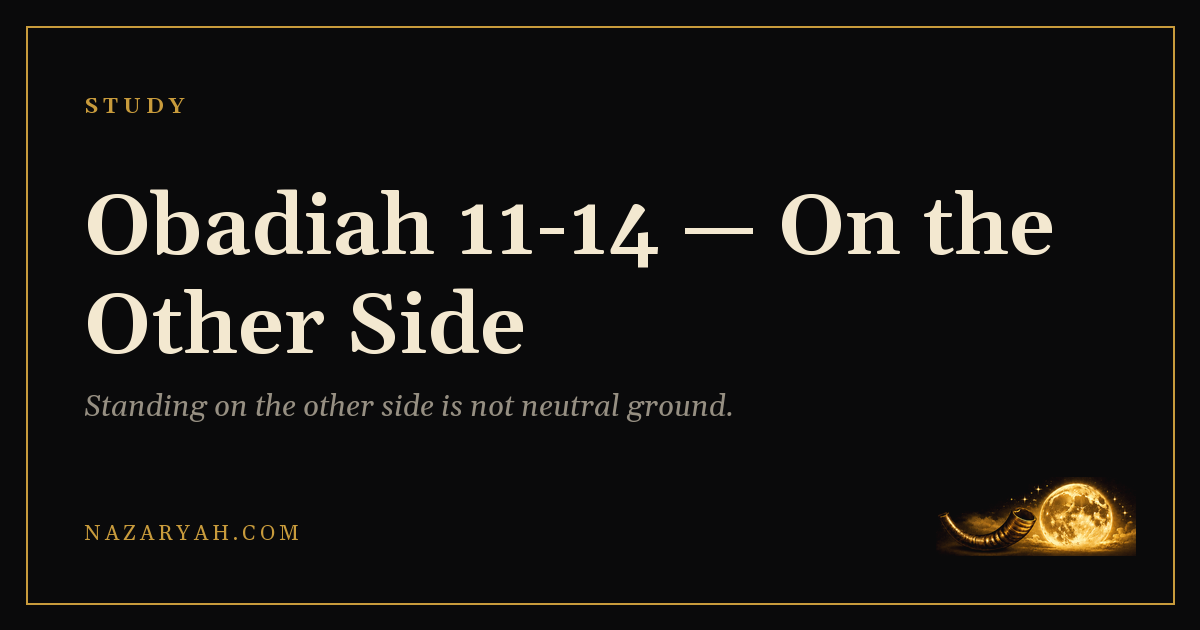 STUDY
Obadiah 11-14 — On the
Other Side
Standing on the other side is not neutral ground.
NAZARYAH.COM